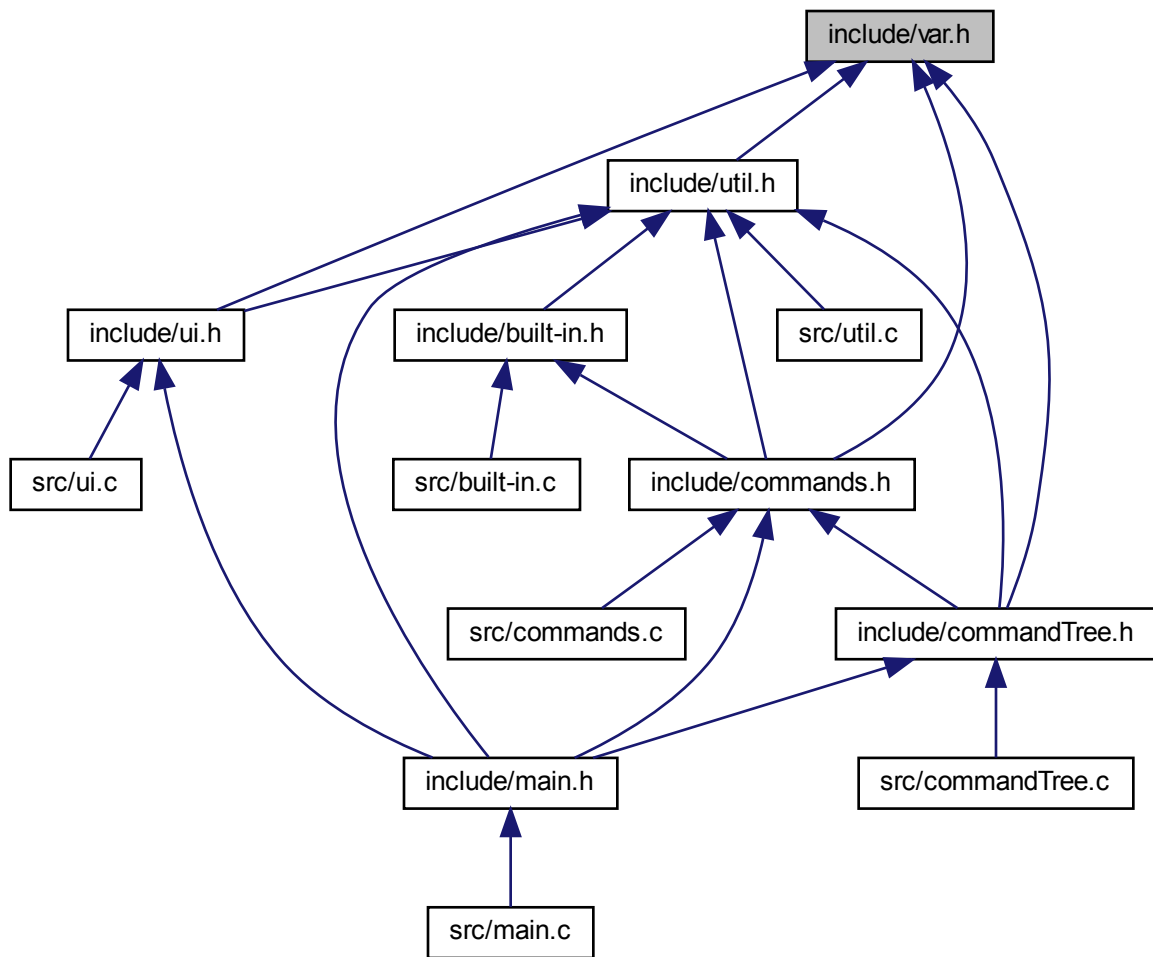 include/var.h
include/util.h
include/ui.h
include/built-in.h
src/util.c
src/ui.c
src/built-in.c
include/commands.h
src/commands.c
include/commandTree.h
include/main.h
src/commandTree.c
src/main.c